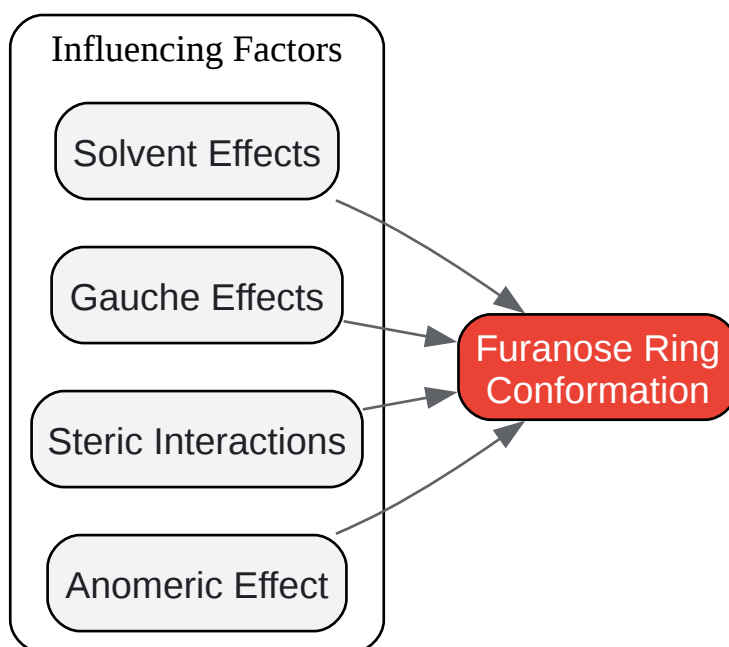 Influencing Factors
Solvent Effects
Gauche Effects
Steric Interactions
Anomeric Effect
Furanose Ring
Conformation